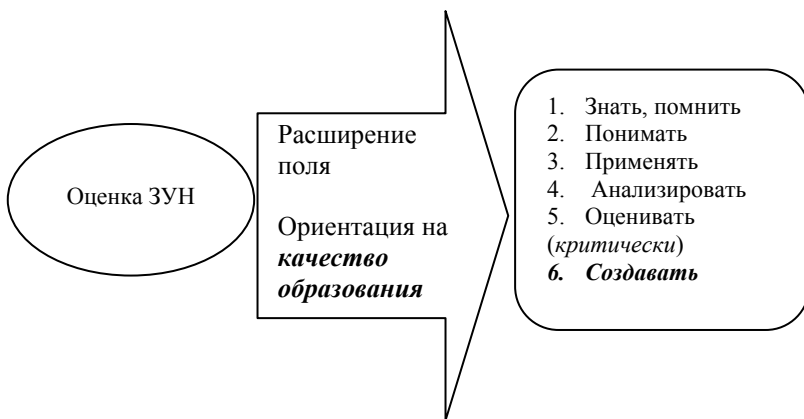 Оценка ЗУН
Расширение
поля
Ориентация на
качество
образования
1. Знать, помнить
2. Понимать
3. Применять
4. Анализировать
5. Оценивать
(критически)
6. Создавать